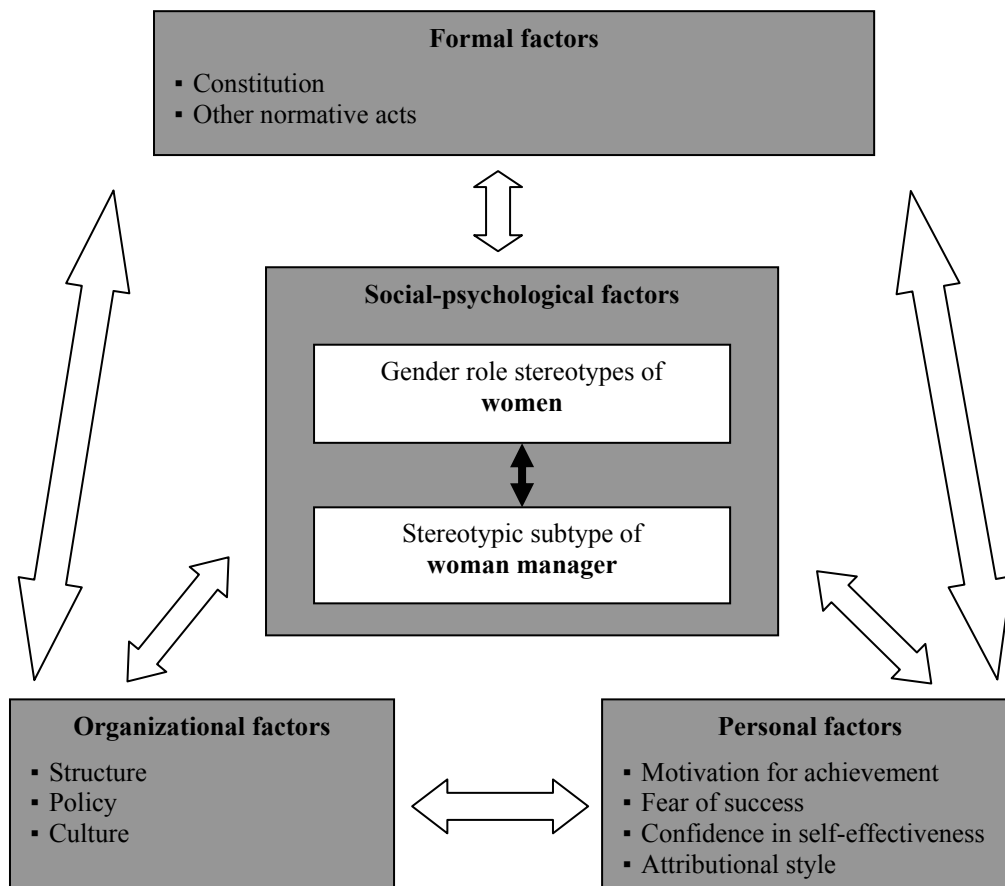 Formal factors
▪ Constitution
▪ Other normative acts
Social-psychological factors
Gender role stereotypes of
women
Stereotypic subtype of
woman manager
Organizational factors
▪ Structure
▪ Policy
▪ Culture
Personal factors
▪ Motivation for achievement
▪ Fear of success
▪ Confidence in self-effectiveness
▪ Attributional style